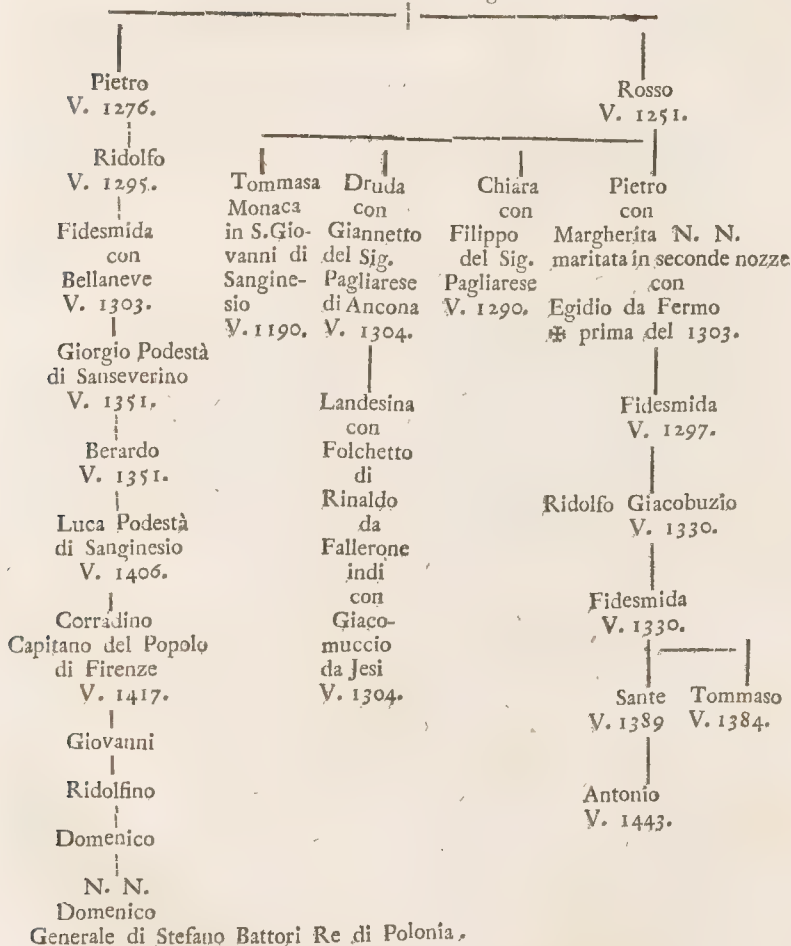 Pietro
V. 1276.
Ridolfo
V. 1295.
Fidesmida
con
Bellaneve
V. 1303.
Giorgio Podestà
di Sanseverino
V. 1351.
Berardo
V. 1351.
Luca Podestà
di Sanginesio
V. 1406.
Corradino
Capitano del Popolo
di Firenze
V. 1417.
Giovanni
Ridolfino
Domenico
N. N.
Domenico
Generale di Stefano Battori Re di Polonia.
Rosso
V. 1251.
Tommasa
Monaca
in S.Gio-
vanni di
Sangine-
sio
V. 1190.
Druda
con
Giannetto
del Sig.
Pagliarese
di Ancona
V. 1304.
Landesina
con
Folchetto
di
Rinaldo
da
Fallerone
indi
con
Giaco-
muccio
da Jesi
V. 1304.
Chiara
con
Filippo
del Sig.
Pagliarese
V. 1290.
Pietro
con
Margherita N. N.
maritata in seconde nozze
con
Egidio da Fermo
✠ prima del 1303.
Fidesmida
V. 1297.
Ridolfo Giacobuzio
V. 1330.
Fidesmida
V. 1330.
Sante
V. 1389
Tommaso
V. 1384.
Antonio
V. 1443.